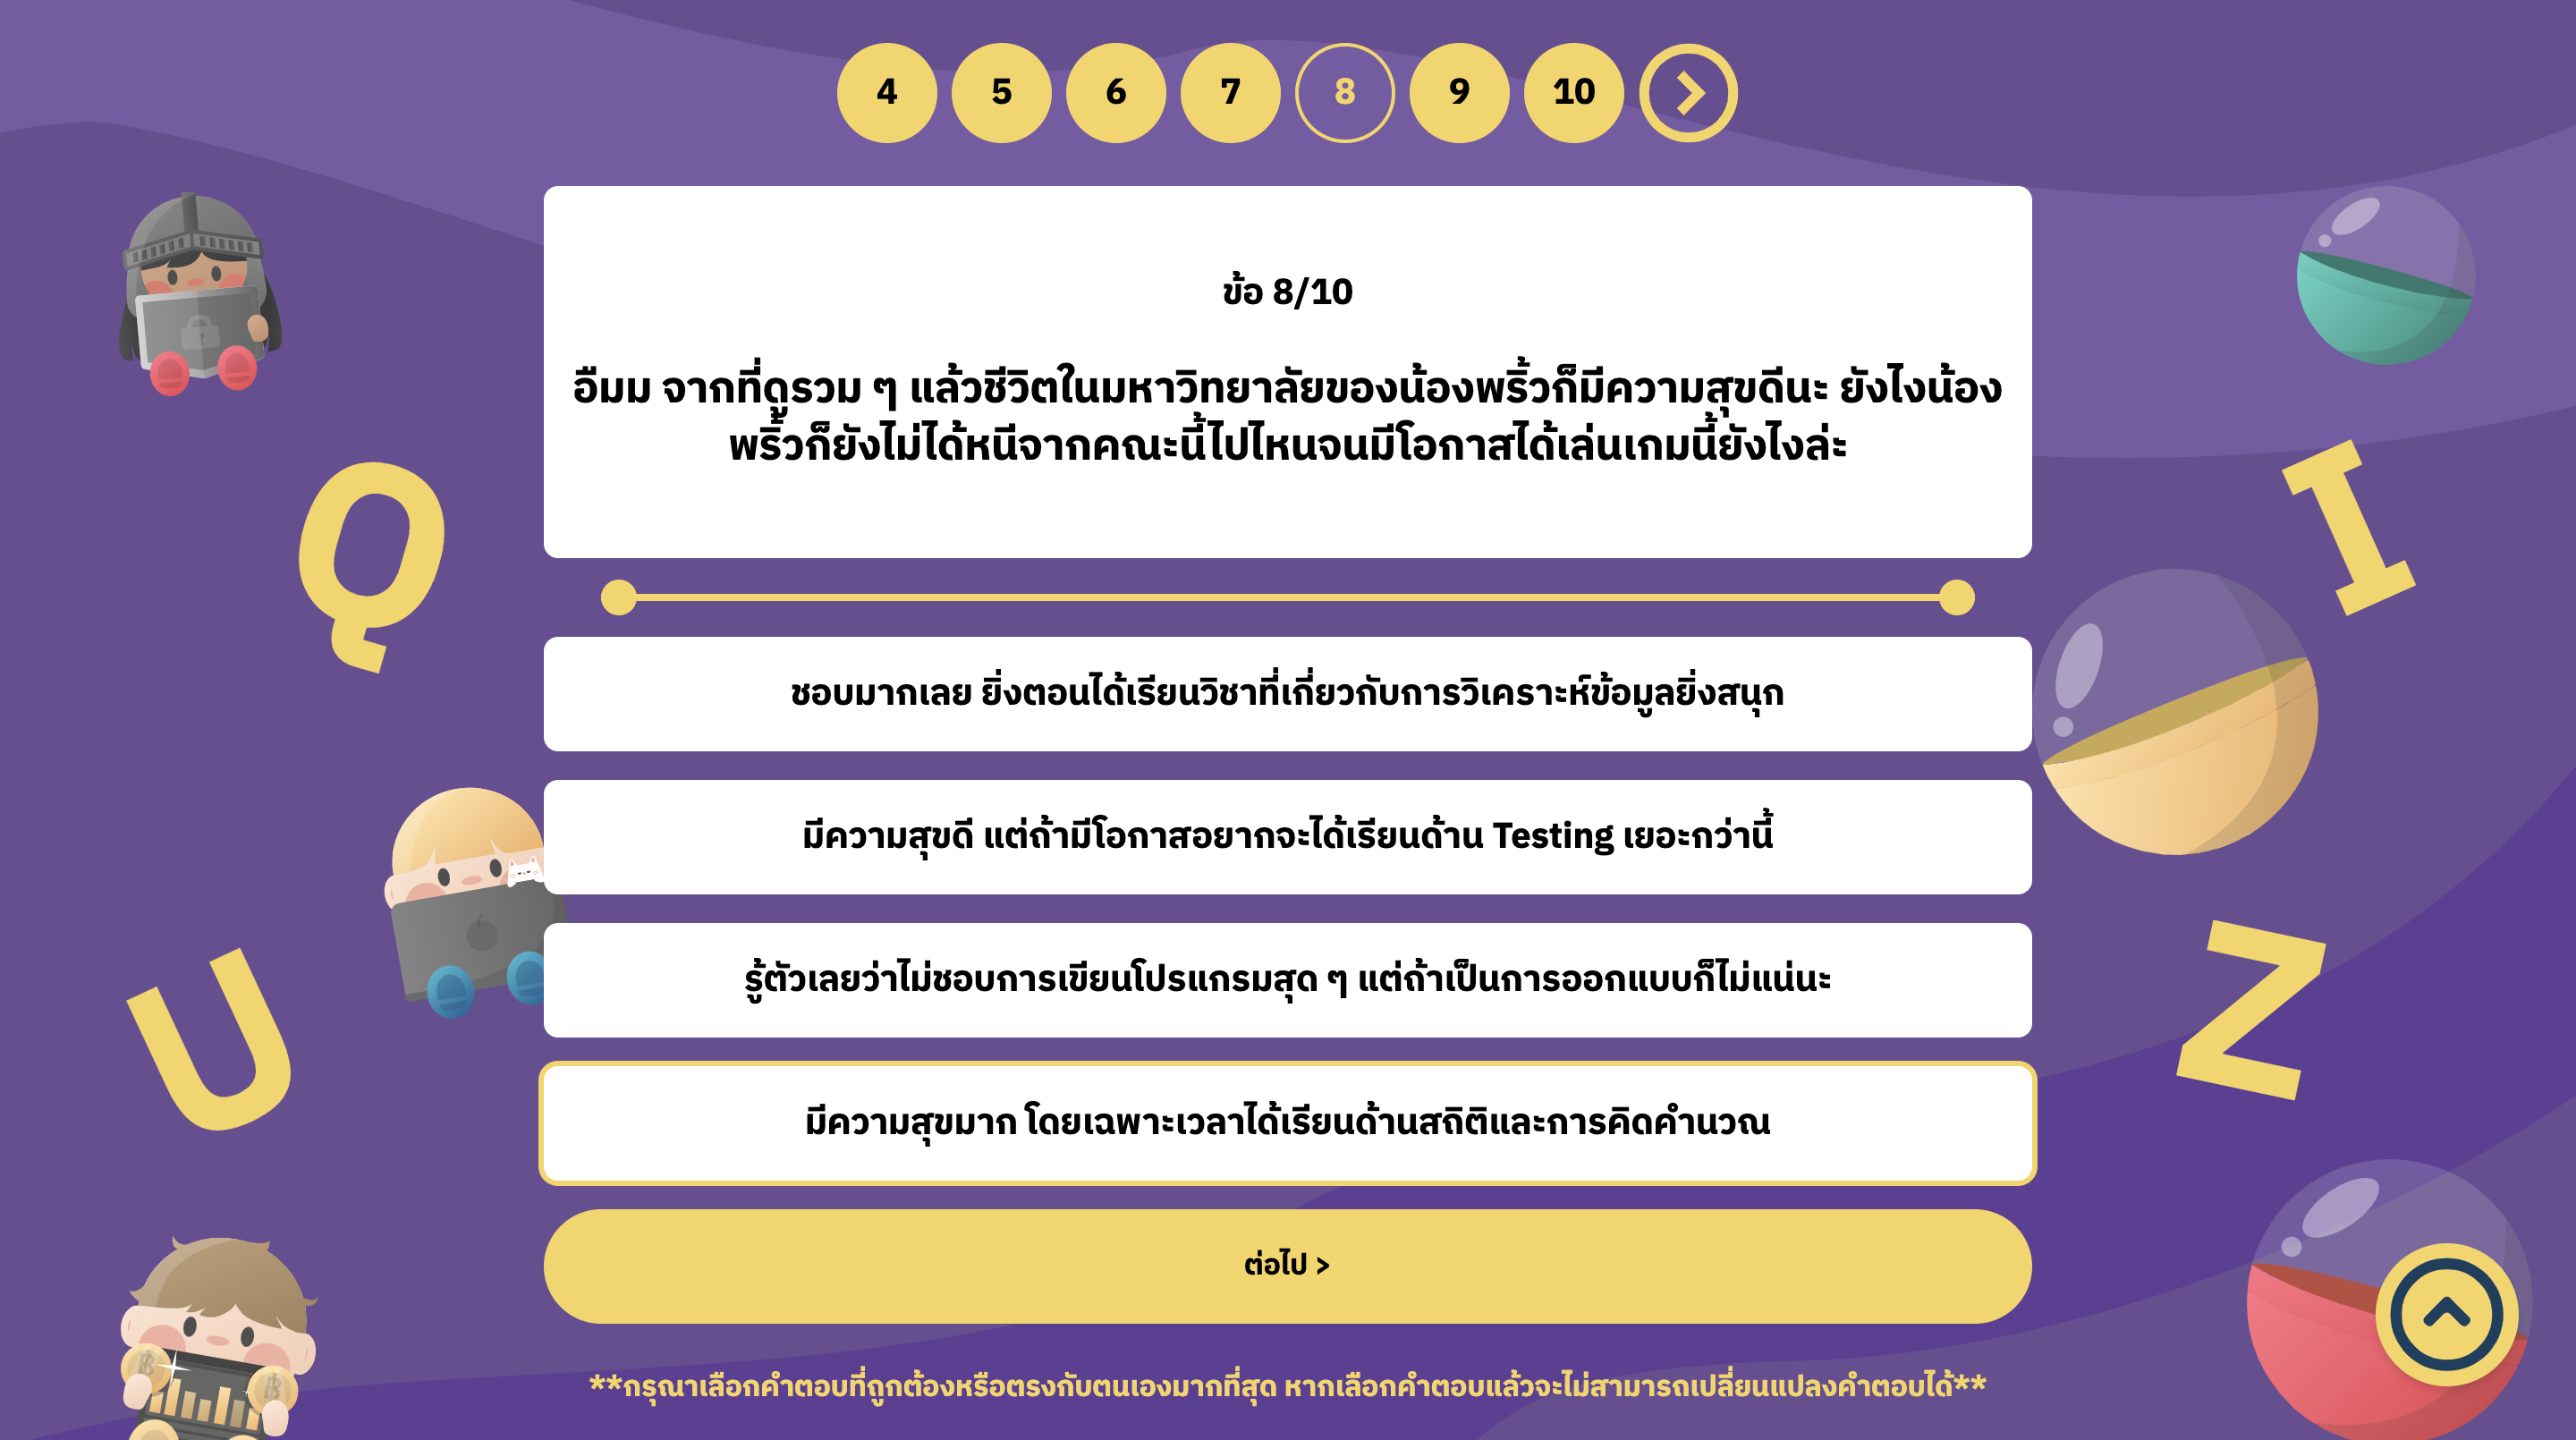 4 5 6 7 8 9 10
ข้อ 8/10
อืมม จากที่ดูรวม ๆ แล้วชีวิตในมหาวิทยาลัยของน้องพริ้วก็มีความสุขดีนะ ยังไงน้อง
พริ้วก็ยังไม่ได้หนีจากคณะนี้ไปไหนจนมีโอกาสได้เล่นเกมนี้ยังไงล่ะ
Q
I
ชอบมากเลย ยิ่งตอนได้เรียนวิชาที่เกี่ยวกับการวิเคราะห์ข้อมูลยิ่งสนุก
มีความสุขดี แต่ถ้ามีโอกาสอยากจะได้เรียนด้าน Testing เยอะกว่านี้
รู้ตัวเลยว่าไม่ชอบการเขียนโปรแกรมสุด ๆ แต่ถ้าเป็นการออกแบบก็ไม่แน่นะ
U
Z
มีความสุขมาก โดยเฉพาะเวลาได้เรียนด้านสถิติและการคิดคำนวณ
ต่อไป >
**กรุณาเลือกคำตอบที่ถูกต้องหรือตรงกับตนเองมากที่สุด หากเลือกคำตอบแล้วจะไม่สามารถเปลี่ยนแปลงคำตอบได้**